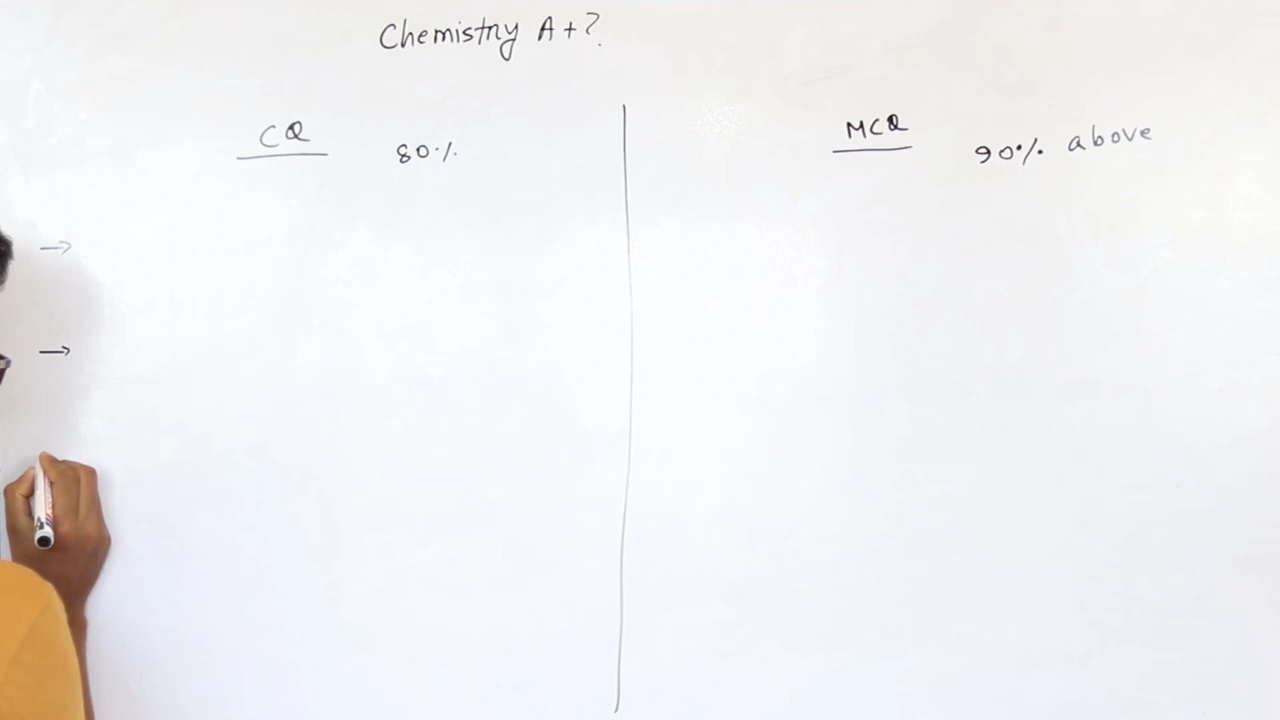 Chemistry A+?
CQ 80%
MCQ 90% above
→
→